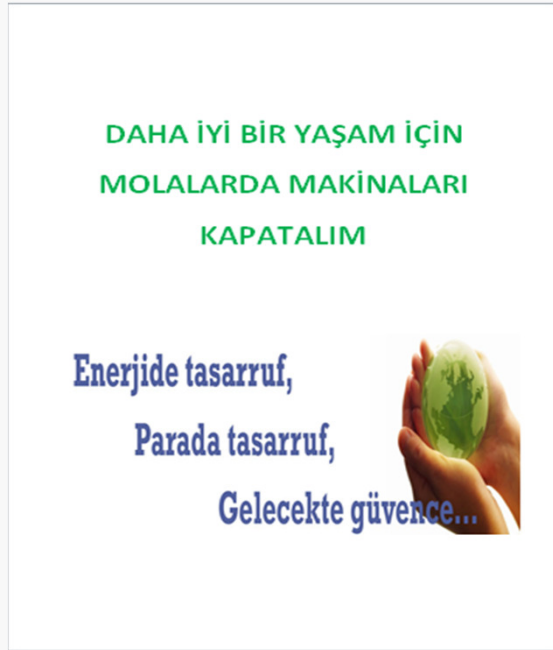 DAHA İYİ BİR YAŞAM İÇİN
MOLALARDA MAKİNALARI
KAPATALIM
Enerjide tasarruf,
Parada tasarruf,
Gelecekte güvence...